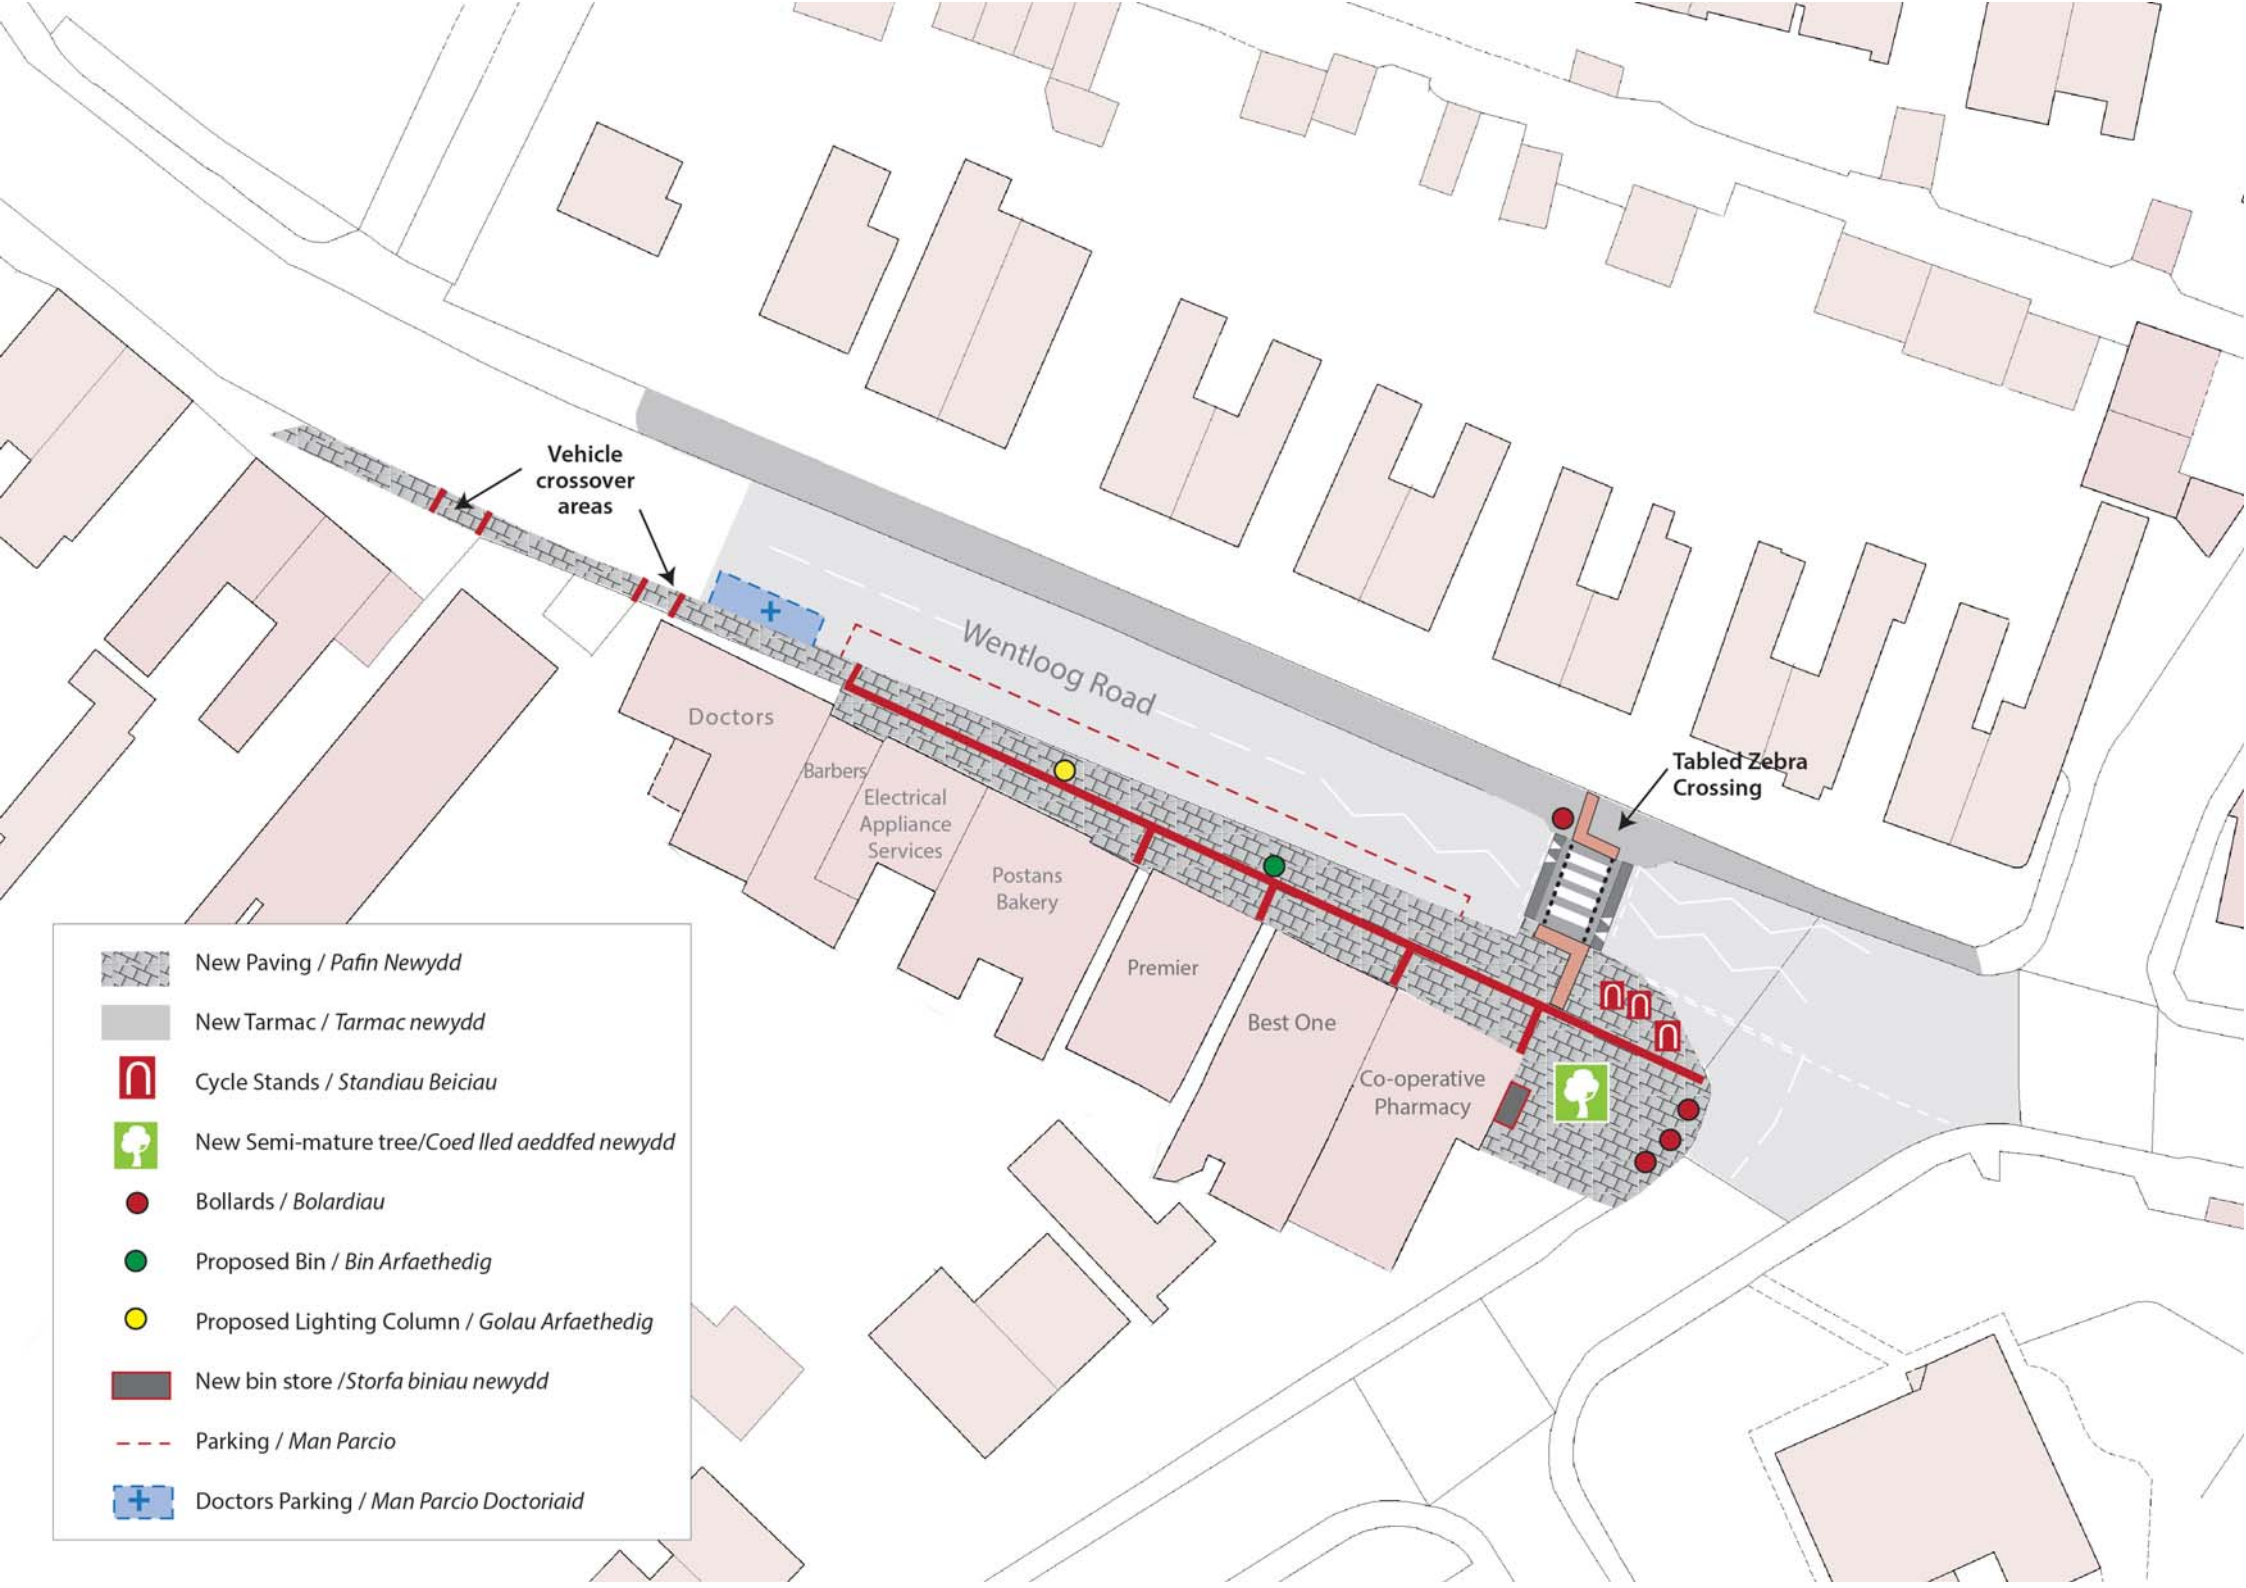 Vehicle
crossover
areas
Wentloog Road
Doctors
Barbers
Electrical
Appliance
Services
Postans
Bakery
Premier
Best One
Co-operative
Pharmacy
Tabled Zebra
Crossing
New Paving / Pafin Newydd
New Tarmac / Tarmac newydd
Cycle Stands / Standiau Beiciau
New Semi-mature tree/Coed lled aeddfed newydd
Bollards / Bolardiau
Proposed Bin / Bin Arfaethedig
Proposed Lighting Column / Golau Arfaethedig
New bin store /Storfa biniau newydd
Parking / Man Parcio
Doctors Parking / Man Parcio Doctoriaid